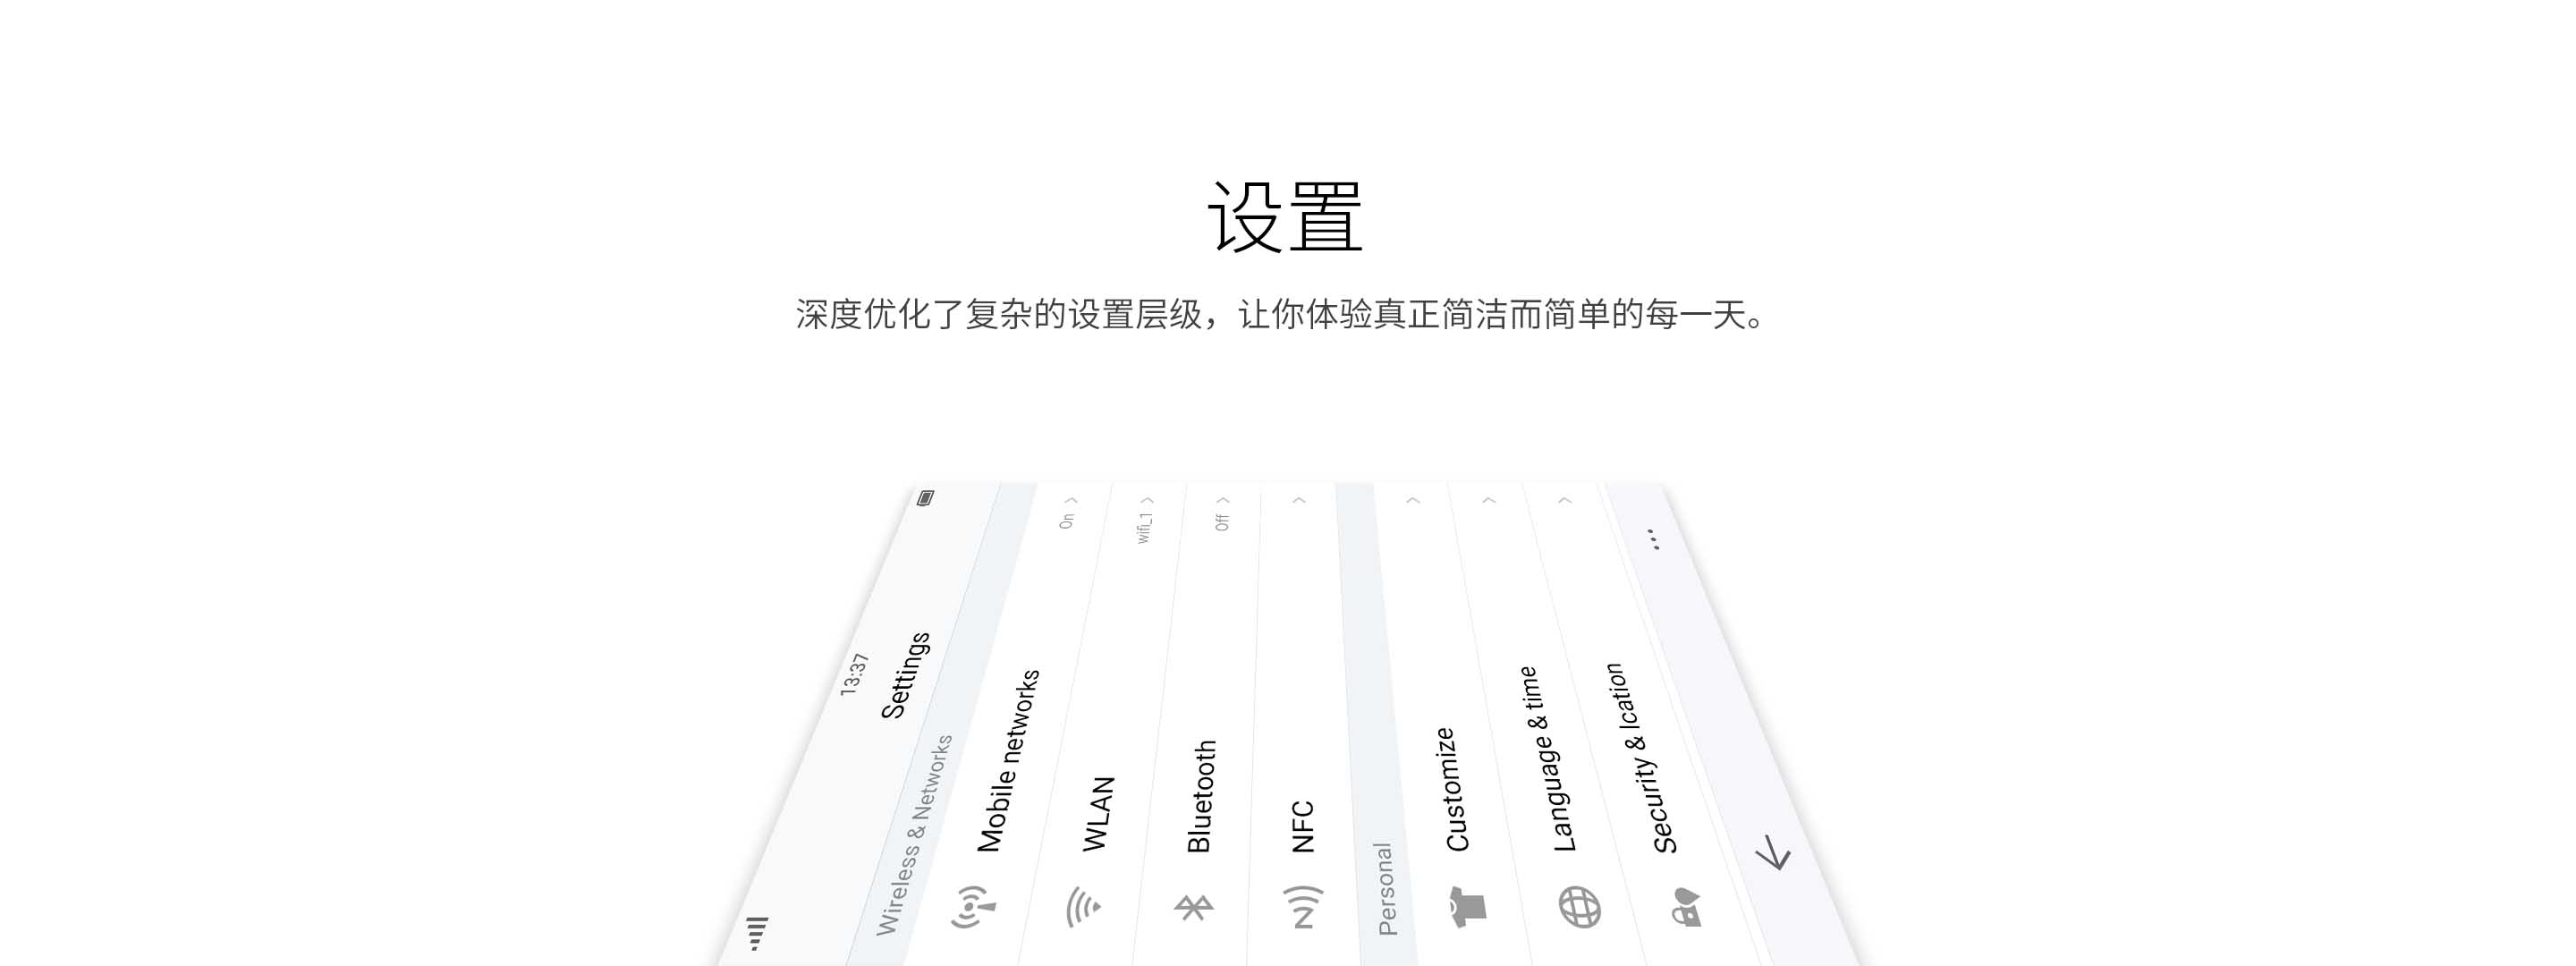 设置
深度优化了复杂的设置层级，让你体验真正简洁而简单的每一天。
13:37
Settings
Wireless & Networks
Mobile networks
On
WLAN
wifi_1
Bluetooth
Off
NFC
Personal
Customize
Language & time
Security & lcation